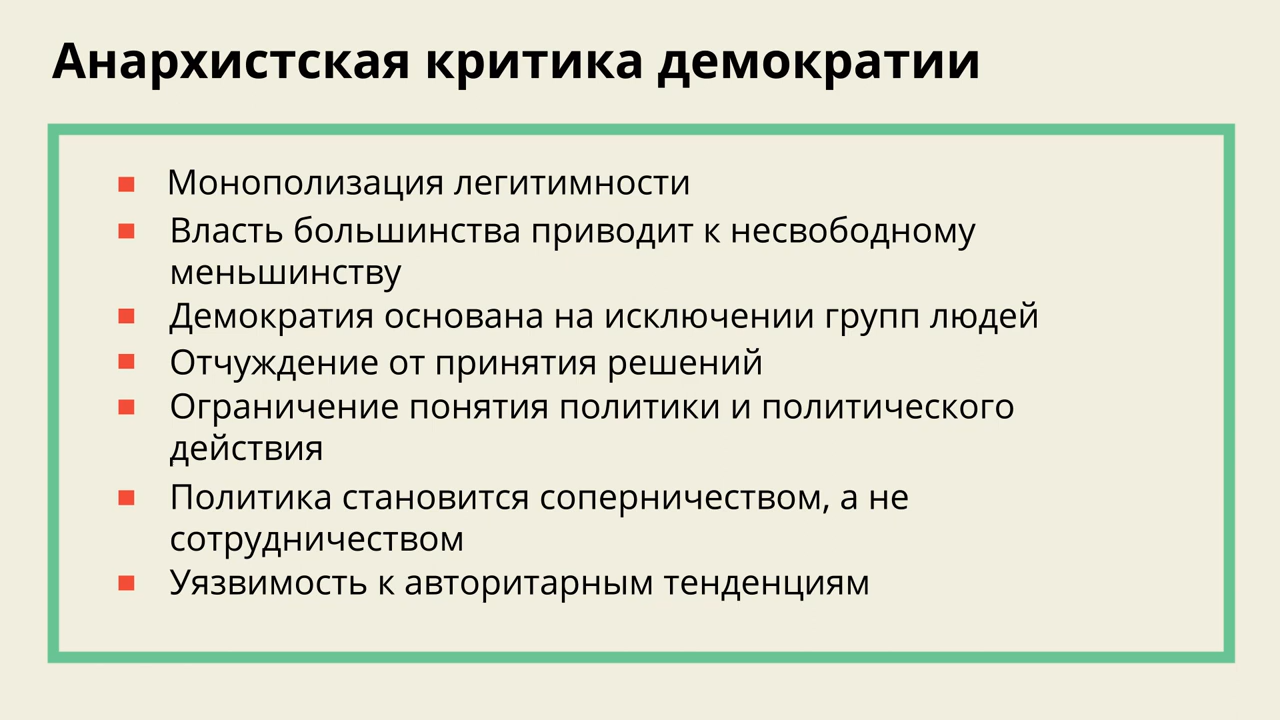 Анархистская критика демократии
Монополизация легитимности
Власть большинства приводит к несвободному
меньшинству
Демократия основана на исключении групп людей
Отчуждение от принятия решений
Ограничение понятия политики и политического
действия
Политика становится соперничеством, а не
сотрудничеством
Уязвимость к авторитарным тенденциям